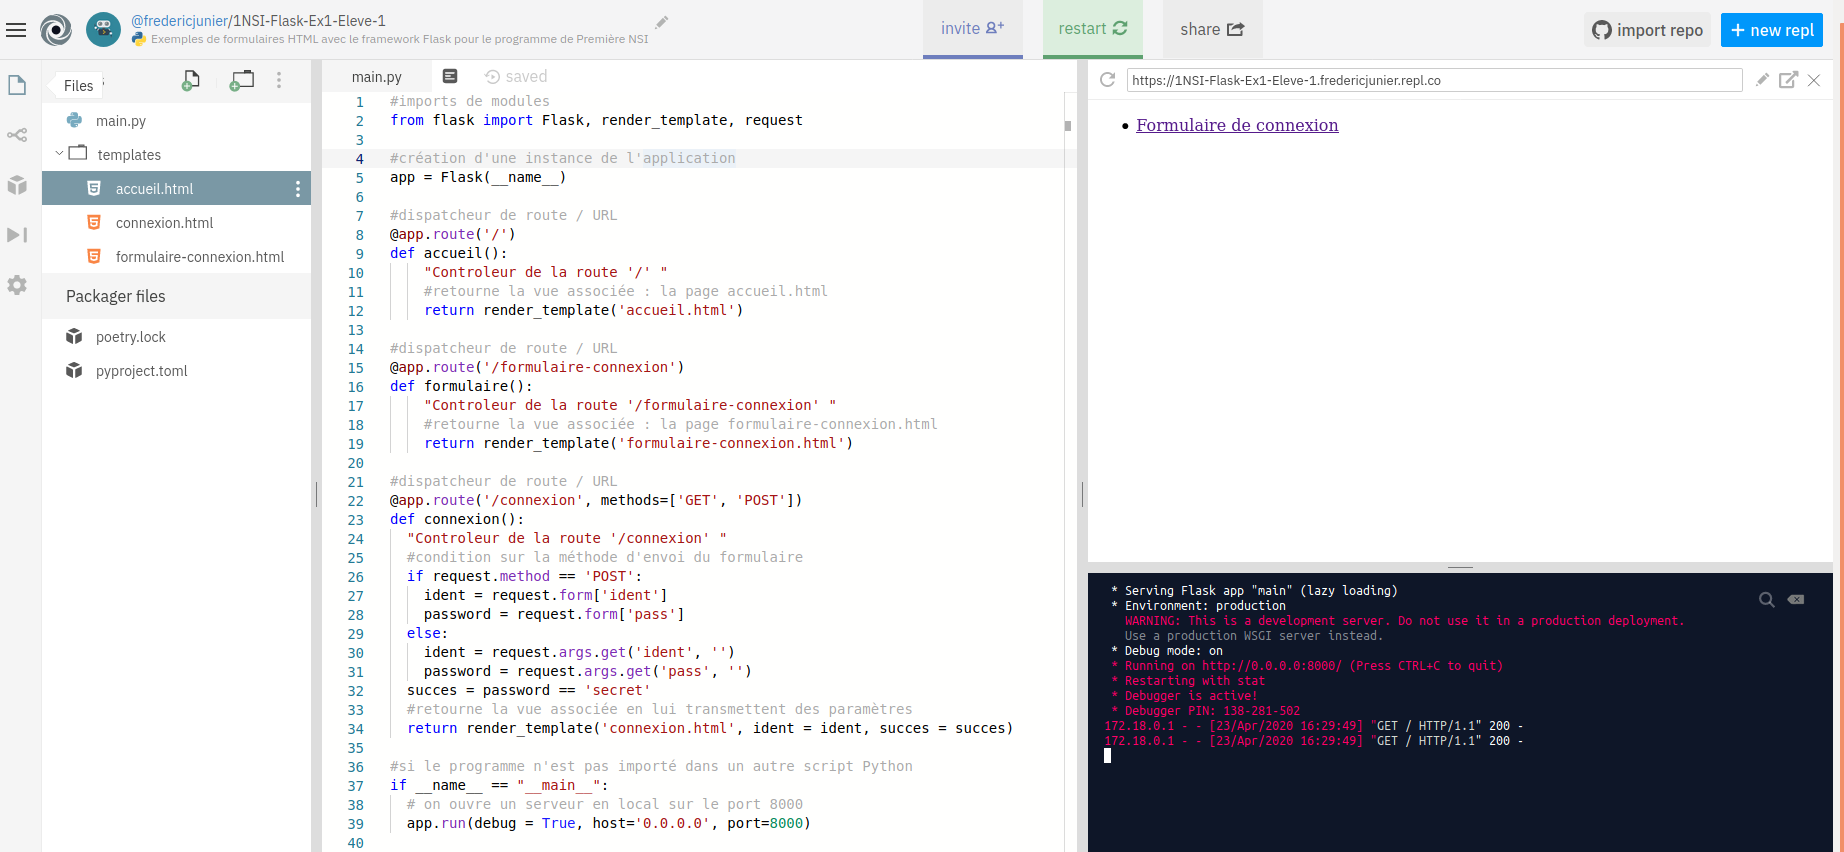 @fredericjunier/1NSI-Flask-Ex1-Eleve-1
Exemples de formulaires HTML avec le framework Flask pour le programme de Première NSI
invite
restart
share
import repo
+ new repl
Files
main.py
templates
accueil.html
connexion.html
formulaire-connexion.html
Packager files
poetry.lock
pyproject.toml
main.py
saved
1 #imports de modules
2 from flask import Flask, render_template, request
3
4 #création d'une instance de l'application
5 app = Flask(__name__)
6
7 #dispatcheur de route / URL
8 @app.route('/')
9 def accueil():
10 "Controleur de la route '/' "
11 #retourne la vue associée : la page accueil.html
12 return render_template('accueil.html')
13
14 #dispatcheur de route / URL
15 @app.route('/formulaire-connexion')
16 def formulaire():
17 "Controleur de la route '/formulaire-connexion' "
18 #retourne la vue associée : la page formulaire-connexion.html
19 return render_template('formulaire-connexion.html')
20
21 #dispatcheur de route / URL
22 @app.route('/connexion', methods=['GET', 'POST'])
23 def connexion():
24 "Controleur de la route '/connexion' "
25 #condition sur la méthode d'envoi du formulaire
26 if request.method == 'POST':
27 ident = request.form['ident']
28 password = request.form['pass']
29 else:
30 ident = request.args.get('ident', '')
31 password = request.args.get('pass', '')
32 succes = password == 'secret'
33 #retourne la vue associée en lui transmettent des paramètres
34 return render_template('connexion.html', ident = ident, succes = succes)
35
36 #si le programme n'est pas importé dans un autre script Python
37 if __name__ == "__main__":
38 # on ouvre un serveur en local sur le port 8000
39 app.run(debug = True, host='0.0.0.0', port=8000)
40
https://1NSI-Flask-Ex1-Eleve-1.fredericjunier.repl.co
• Formulaire de connexion
* Serving Flask app "main" (lazy loading)
* Environment: production
WARNING: This is a development server. Do not use it in a production deployment.
Use a production WSGI server instead.
* Debug mode: on
* Running on http://0.0.0.0:8000/ (Press CTRL+C to quit)
* Restarting with stat
* Debugger is active!
* Debugger PIN: 138-281-502
172.18.0.1 - - [23/Apr/2020 16:29:49] "GET / HTTP/1.1" 200 -
172.18.0.1 - - [23/Apr/2020 16:29:49] "GET / HTTP/1.1" 200 -